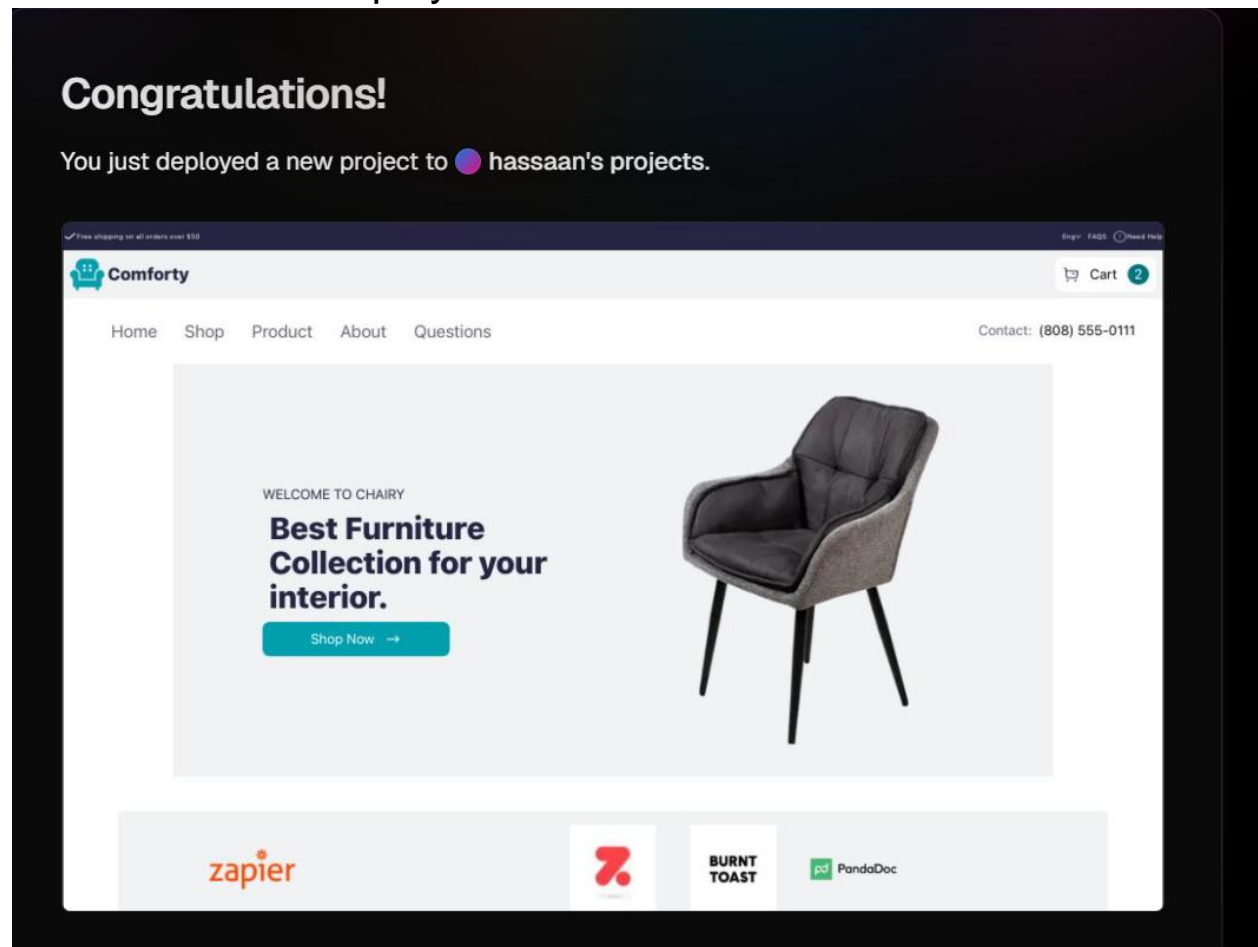 Congratulations!
You just deployed a new project to hassaan's projects.
Free shipping on all orders over $50
Eng FAQS Need Help
Comforty
Cart 2
Home Shop Product About Questions
Contact: (808) 555-0111
WELCOME TO CHAIRY
Best Furniture
Collection for your
interior.
Shop Now →
zapier
BURNT
TOAST
pd PandaDoc